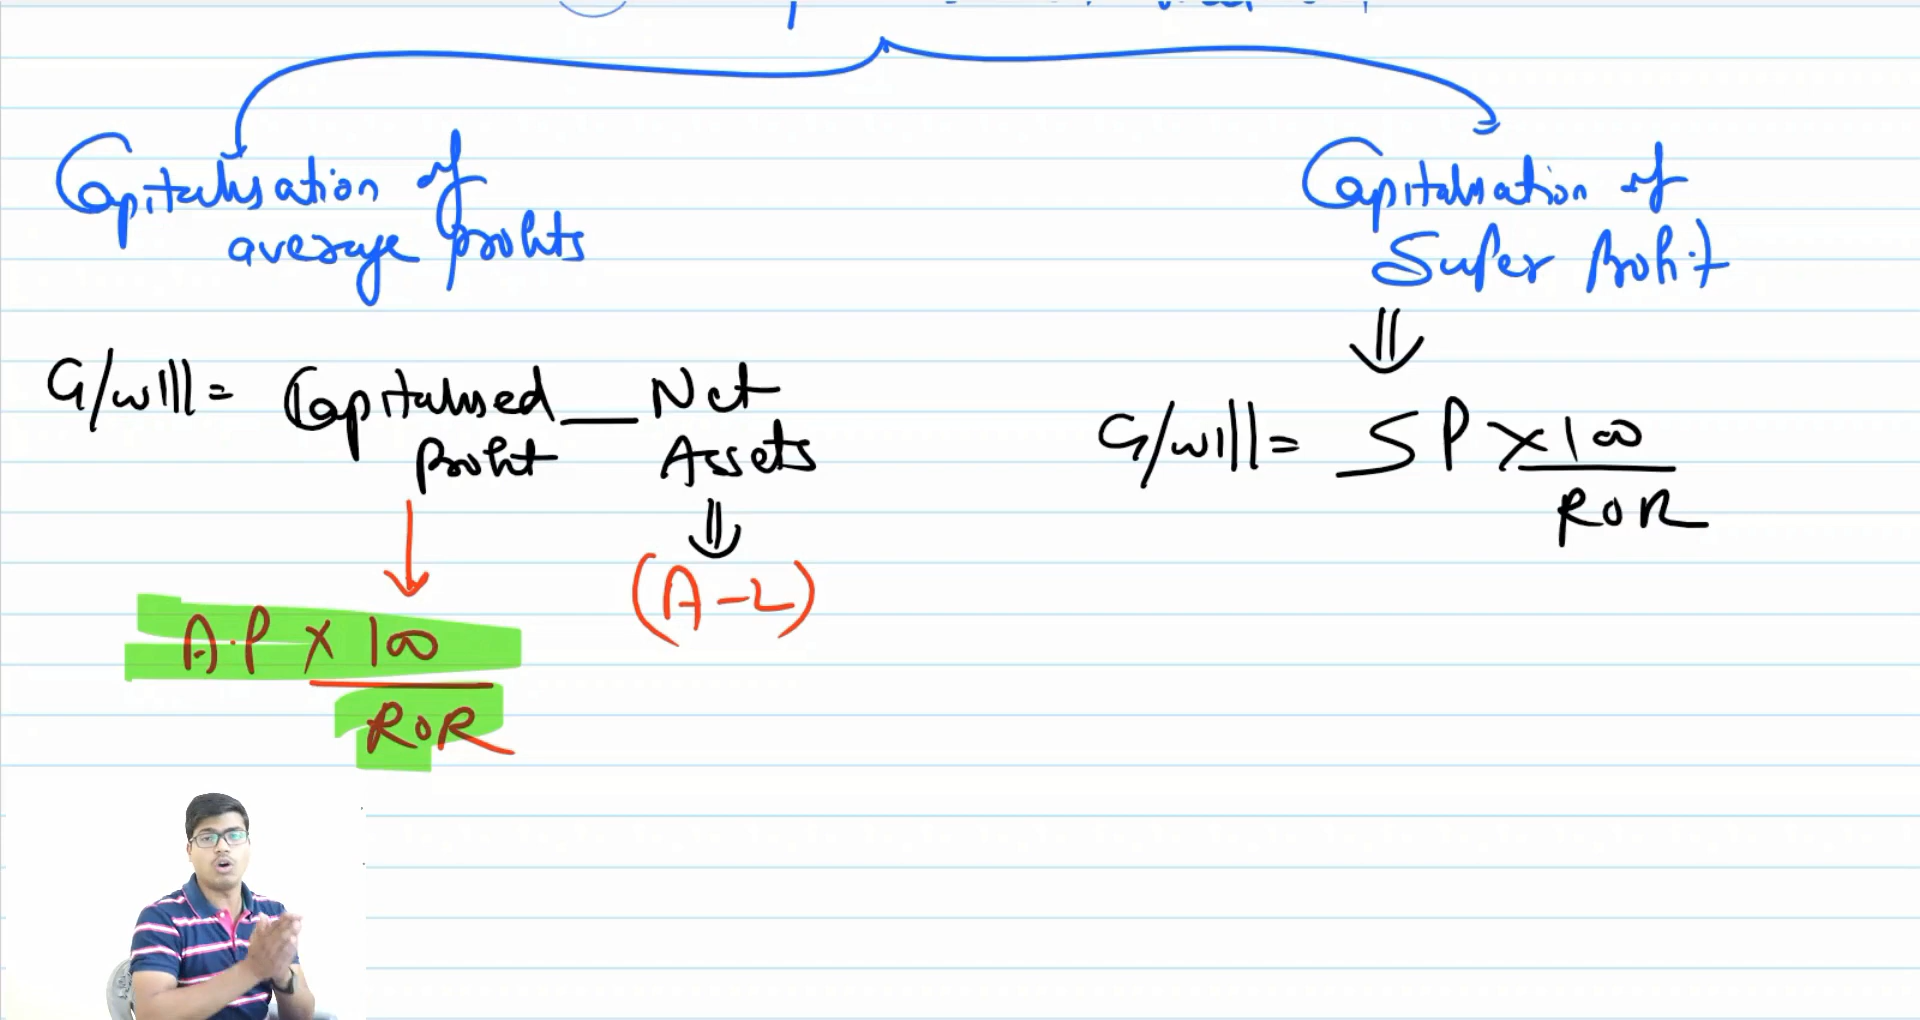 Capitalisation of
average profits
Capitalisation of
Super Profit
G/will = Capitalised — Net
Profit Assets
(A-L)
A.P × 100
ROR
G/will = SP × 100
ROR